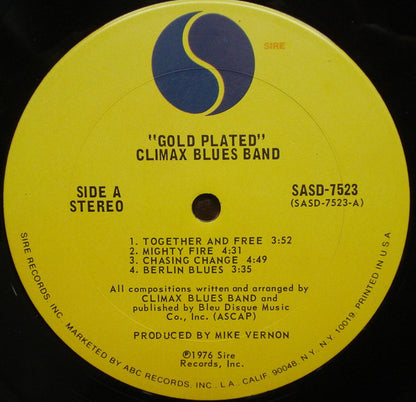 SIRE
"GOLD PLATED"
CLIMAX BLUES BAND
SIDE A
STEREO
SASD-7523
(SASD-7523-A)
1. TOGETHER AND FREE 3:52
2. MIGHTY FIRE 4:31
3. CHASING CHANGE 4:49
4. BERLIN BLUES 3:35
All compositions written and arranged by
CLIMAX BLUES BAND and
published by Bleu Disque Music
Co., Inc. (ASCAP)
PRODUCED BY MIKE VERNON
℗1976 Sire
Records, Inc.
SIRE RECORDS, INC. MARKETED BY ABC RECORDS, INC., L.A., CALIF. 90048, N.Y., N.Y. 10019. PRINTED IN U.S.A.